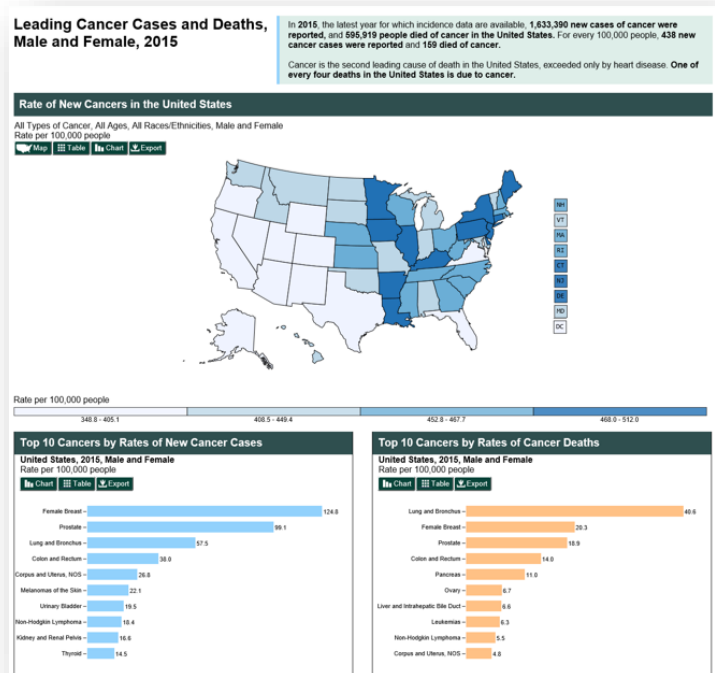 Leading Cancer Cases and Deaths,
Male and Female, 2015
In 2015, the latest year for which incidence data are available, 1,633,390 new cases of cancer were
reported, and 595,919 people died of cancer in the United States. For every 100,000 people, 438 new
cancer cases were reported and 159 died of cancer.
Cancer is the second leading cause of death in the United States, exceeded only by heart disease. One of
every four deaths in the United States is due to cancer.
Rate of New Cancers in the United States
All Types of Cancer, All Ages, All Races/Ethnicities, Male and Female
Rate per 100,000 people
Map Table Chart Export
NH
VT
MA
RI
CT
NJ
DE
MD
DC
Rate per 100,000 people
348.8 - 405.1 408.5 - 449.4 452.8 - 467.7 468.0 - 512.0
Top 10 Cancers by Rates of New Cancer Cases
United States, 2015, Male and Female
Rate per 100,000 people
Chart Table Export
Female Breast 124.8
Prostate 99.1
Lung and Bronchus 57.5
Colon and Rectum 38.0
Corpus and Uterus, NOS 26.8
Melanomas of the Skin 22.1
Urinary Bladder 19.5
Non-Hodgkin Lymphoma 18.4
Kidney and Renal Pelvis 16.6
Thyroid 14.5
Top 10 Cancers by Rates of Cancer Deaths
United States, 2015, Male and Female
Rate per 100,000 people
Chart Table Export
Lung and Bronchus 40.6
Female Breast 20.3
Prostate 18.9
Colon and Rectum 14.0
Pancreas 11.0
Ovary 6.7
Liver and Intrahepatic Bile Duct 6.6
Leukemias 6.3
Non-Hodgkin Lymphoma 5.5
Corpus and Uterus, NOS 4.8